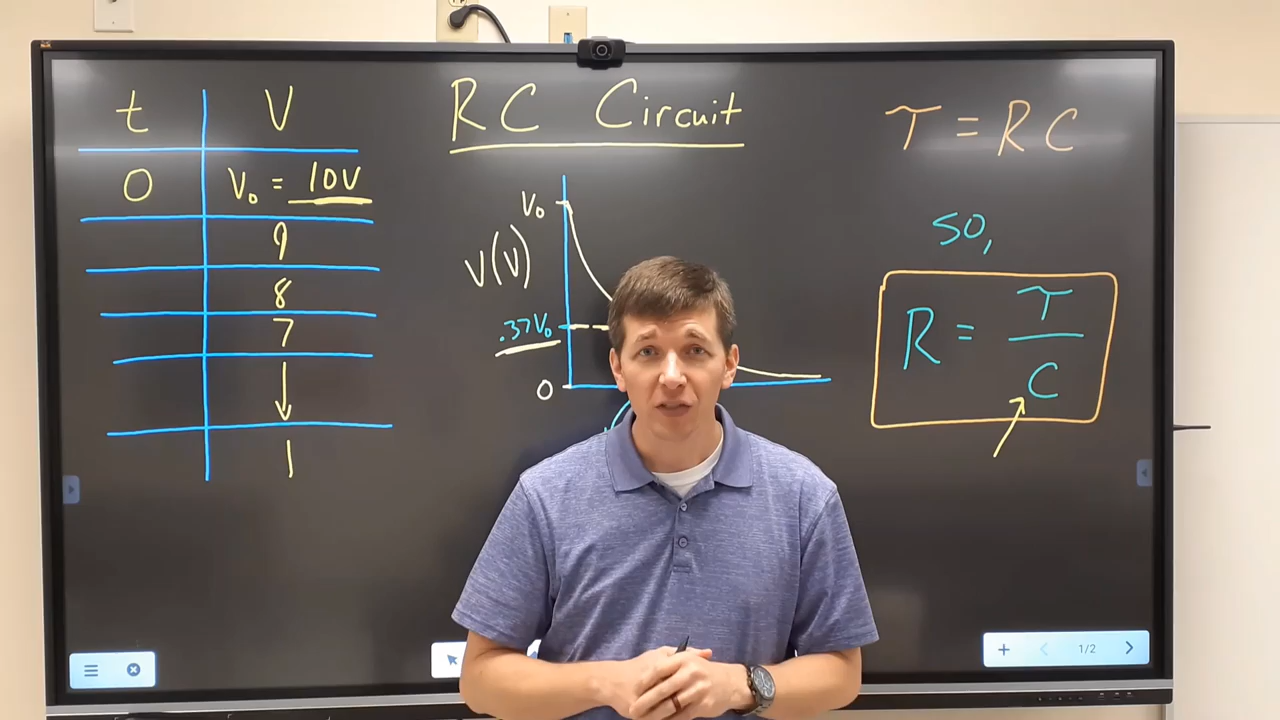 t V
0 V₀ = 10V
9
8
7
1
RC Circuit
V₀
V(V)
.37V₀
0
τ = RC
so,
R = τ / C
1/2